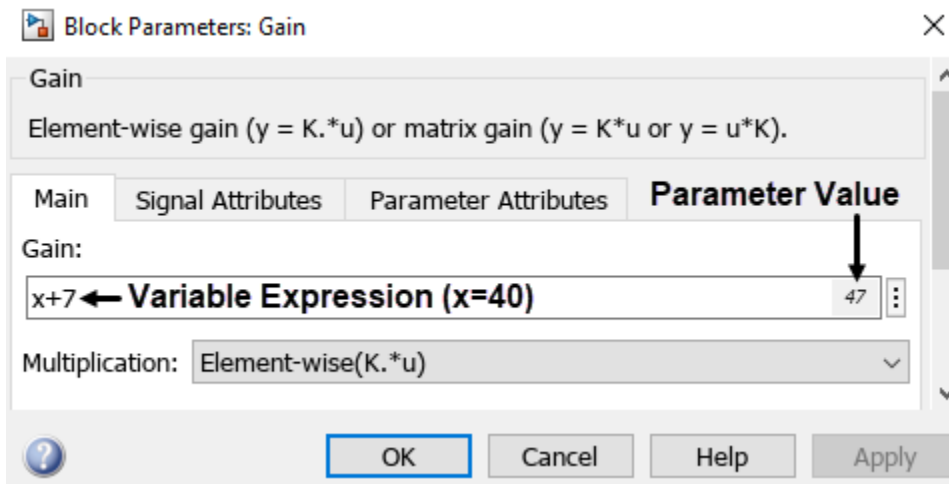 Block Parameters: Gain
Gain
Element-wise gain (y = K.*u) or matrix gain (y = K*u or y = u*K).
Main Signal Attributes Parameter Attributes Parameter Value
Gain:
x+7 Variable Expression (x=40) 47
Multiplication: Element-wise(K.*u)
? OK Cancel Help Apply